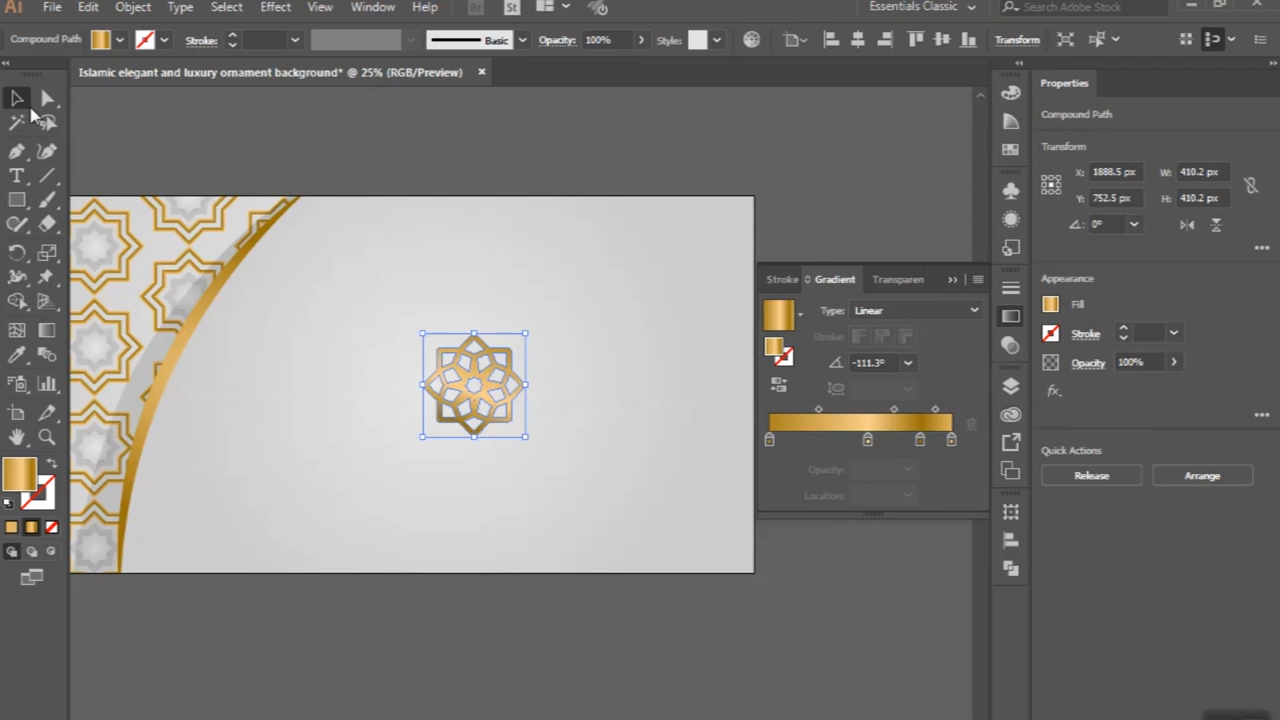 Ai File Edit Object Type Select Effect View Window Help Br St Essentials Classic Search Adobe Stock
Compound Path Stroke: Basic Opacity: 100% Style: Transform
Islamic elegant and luxury ornament background* @ 25% (RGB/Preview) ×
Properties
Compound Path
Transform
X: 1888.5 px W: 410.2 px
Y: 752.5 px H: 410.2 px
0°
Appearance
Fill
Stroke
Opacity 100%
fx.
Quick Actions
Release Arrange
Stroke Gradient Transparen
Type: Linear
Stroke:
-111.3°
Opacity:
Location:
T